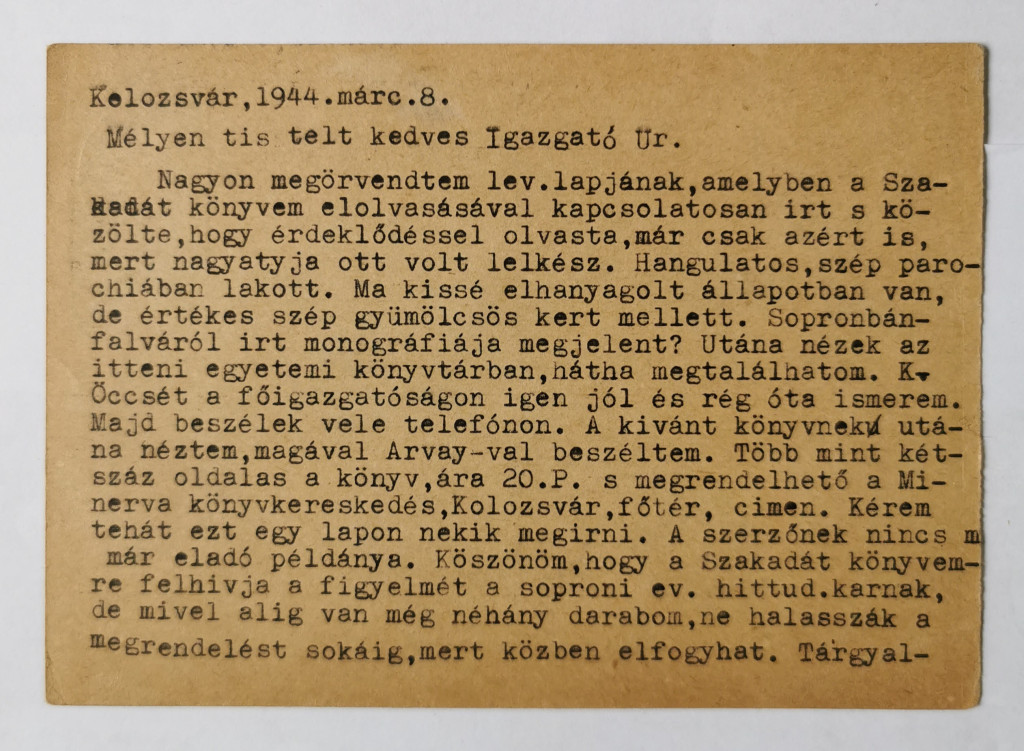 Kelozsvár,1944.márc.8.
Mélyen tis telt kedves Igazgató Ur.
Nagyon megörvendtem lev.lapjának,amelyben a Sza-
kadát könyvem elolvasásával kapcsolatosan irt s kö-
zölte,hogy érdeklődéssel olvasta,már csak azért is,
mert nagyatyja ott volt lelkész. Hangulatos,szép paro-
chiában lakott. Ma kissé elhanyagolt állapotban van,
de értékes szép gyümölcsös kert mellett. Sopronbán-
falváról irt monográfiája megjelent? Utána nézek az
itteni egyetemi könyvtárban,hátha megtalálhatom. K.
Öccsét a főigazgatóságon igen jól és rég óta ismerem.
Majd beszélek vele telefónon. A kivánt könyvnek utá-
na néztem,magával Arvay-val beszéltem. Több mint két-
száz oldalas a könyv,ára 20.P. s megrendelhető a Mi-
nerva könyvkereskedés,Kolozsvár,főtér, cimen. Kérem
tehát ezt egy lapon nekik megirni. A szerzőnek nincs m
már eladó példánya. Köszönöm,hogy a Szakadát könyvem-
re felhivja a figyelmét a soproni ev. hittud.karnak,
de mivel alig van még néhány darabom,ne halasszák a
megrendelést sokáig,mert közben elfogyhat. Tárgyal-